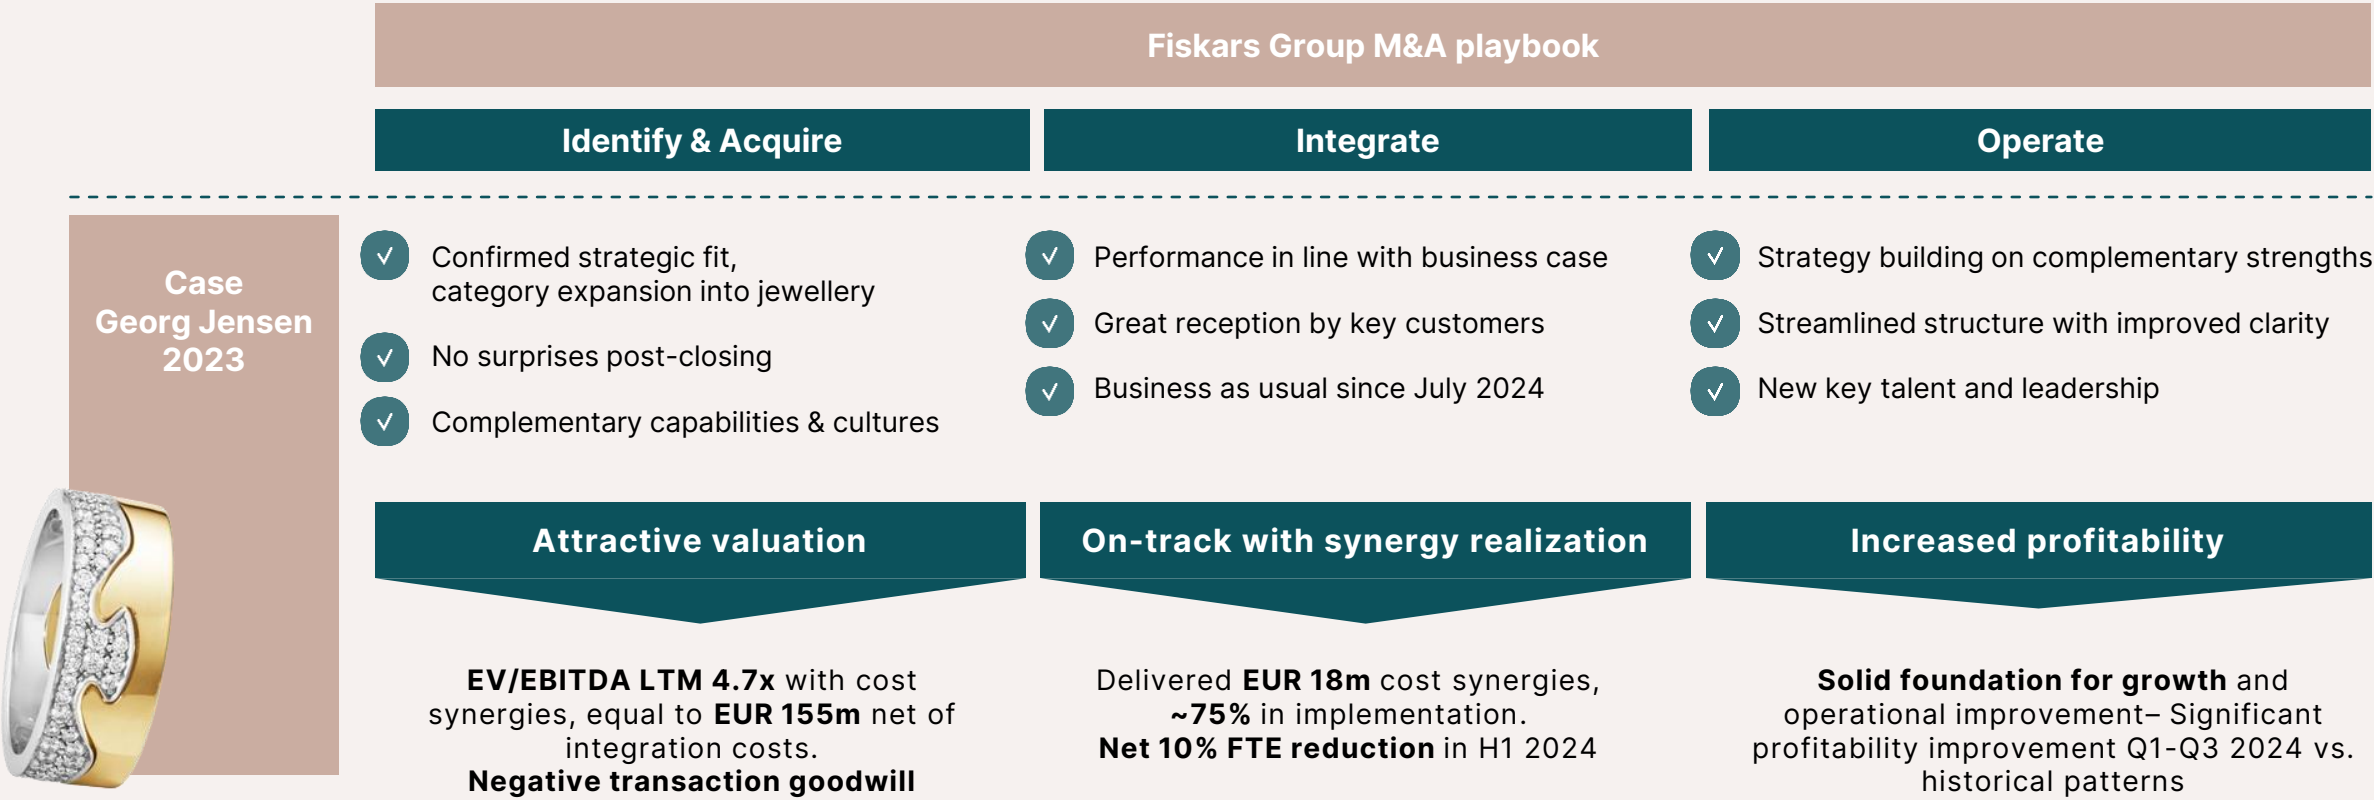 Fiskars Group M&A playbook
Identify & Acquire
Integrate
Operate
Case
Georg Jensen
2023
Confirmed strategic fit,
category expansion into jewellery
No surprises post-closing
Complementary capabilities & cultures
Performance in line with business case
Great reception by key customers
Business as usual since July 2024
Strategy building on complementary strengths
Streamlined structure with improved clarity
New key talent and leadership
Attractive valuation
On-track with synergy realization
Increased profitability
EV/EBITDA LTM 4.7x with cost
synergies, equal to EUR 155m net of
integration costs.
Negative transaction goodwill
Delivered EUR 18m cost synergies,
~75% in implementation.
Net 10% FTE reduction in H1 2024
Solid foundation for growth and
operational improvement– Significant
profitability improvement Q1-Q3 2024 vs.
historical patterns